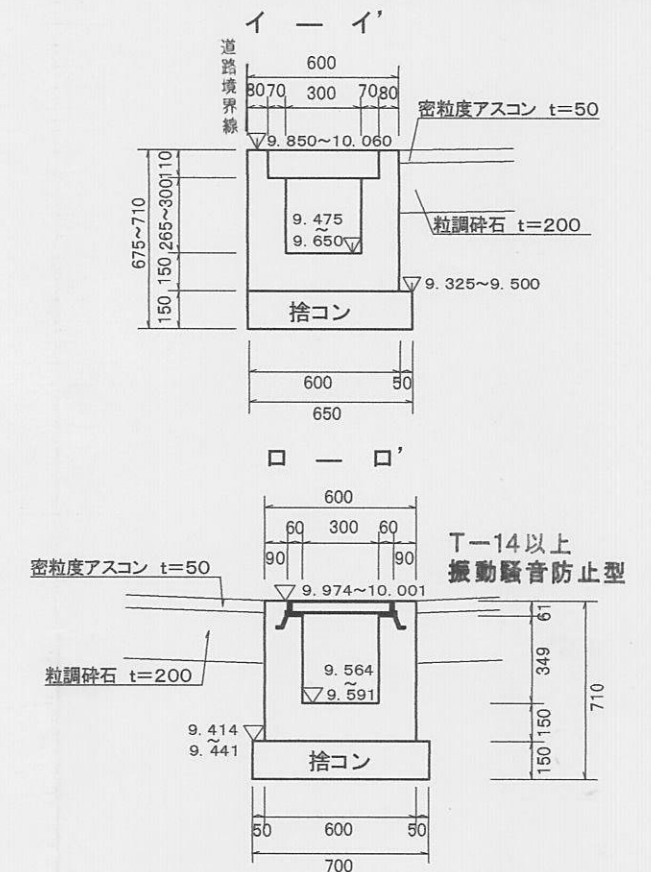 イ — イ'
道路境界線
600
80 70 300 70 80
密粒度アスコン t=50
9.850~10.060
110
265~300
675~710
9.475
~
9.650
粒調砕石 t=200
150
9.325~9.500
150
捨コン
600 50
650
ロ — ロ'
600
60 300 60
90 90
T-14以上
振動騒音防止型
密粒度アスコン t=50
9.974~10.001
61
349
粒調砕石 t=200
9.564
~
9.591
710
9.414
~
9.441
150
捨コン
150
50 600 50
700